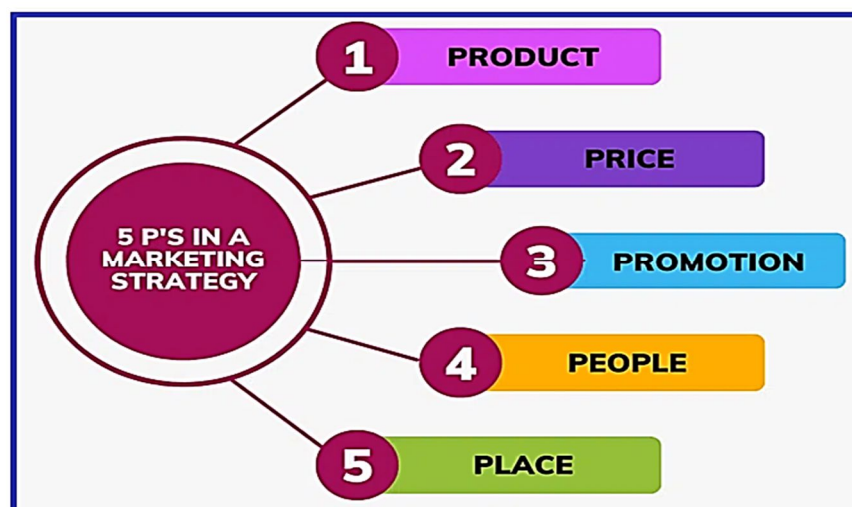 5 P'S IN A
MARKETING
STRATEGY
1 PRODUCT
2 PRICE
3 PROMOTION
4 PEOPLE
5 PLACE